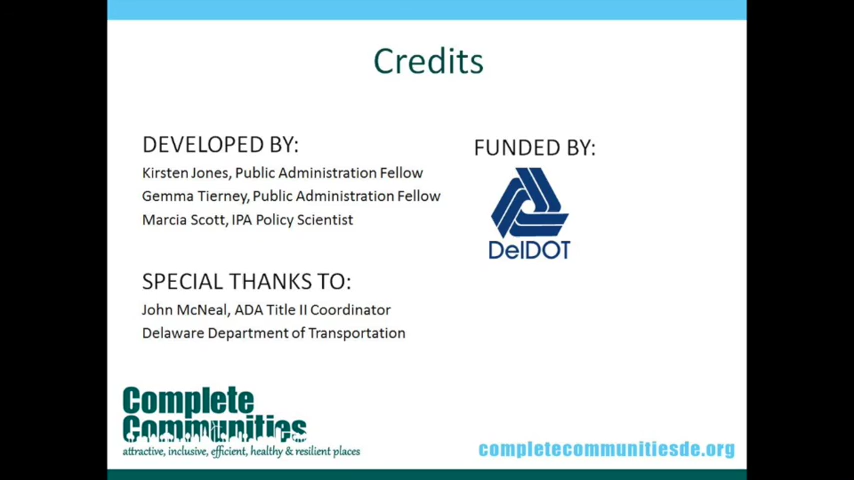 Credits
DEVELOPED BY:
Kirsten Jones, Public Administration Fellow
Gemma Tierney, Public Administration Fellow
Marcia Scott, IPA Policy Scientist
SPECIAL THANKS TO:
John McNeal, ADA Title II Coordinator
Delaware Department of Transportation
FUNDED BY:
DelDOT
Complete
Communities
attractive, inclusive, efficient, healthy & resilient places
completecommunitiesde.org